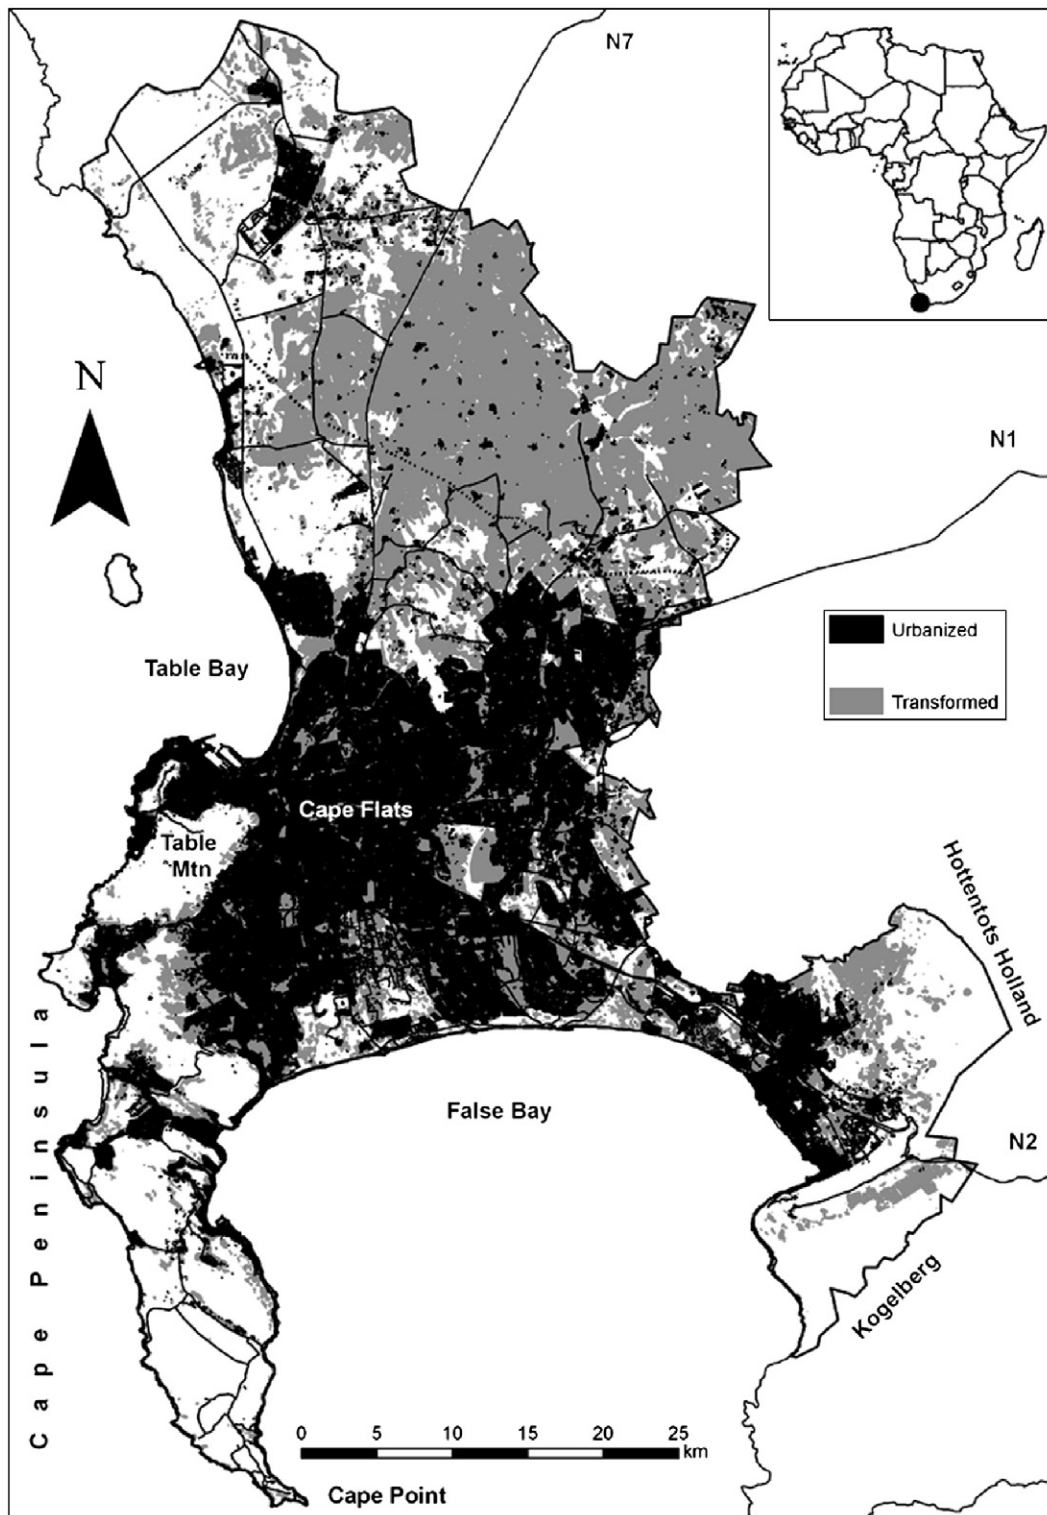 N7
N
N1
Urbanized
Table Bay
Transformed
Cape Flats
Table
Mtn
Hottentots Holland
Cape Peninsula
False Bay
N2
Kogelberg
0 5 10 15 20 25
km
Cape Point